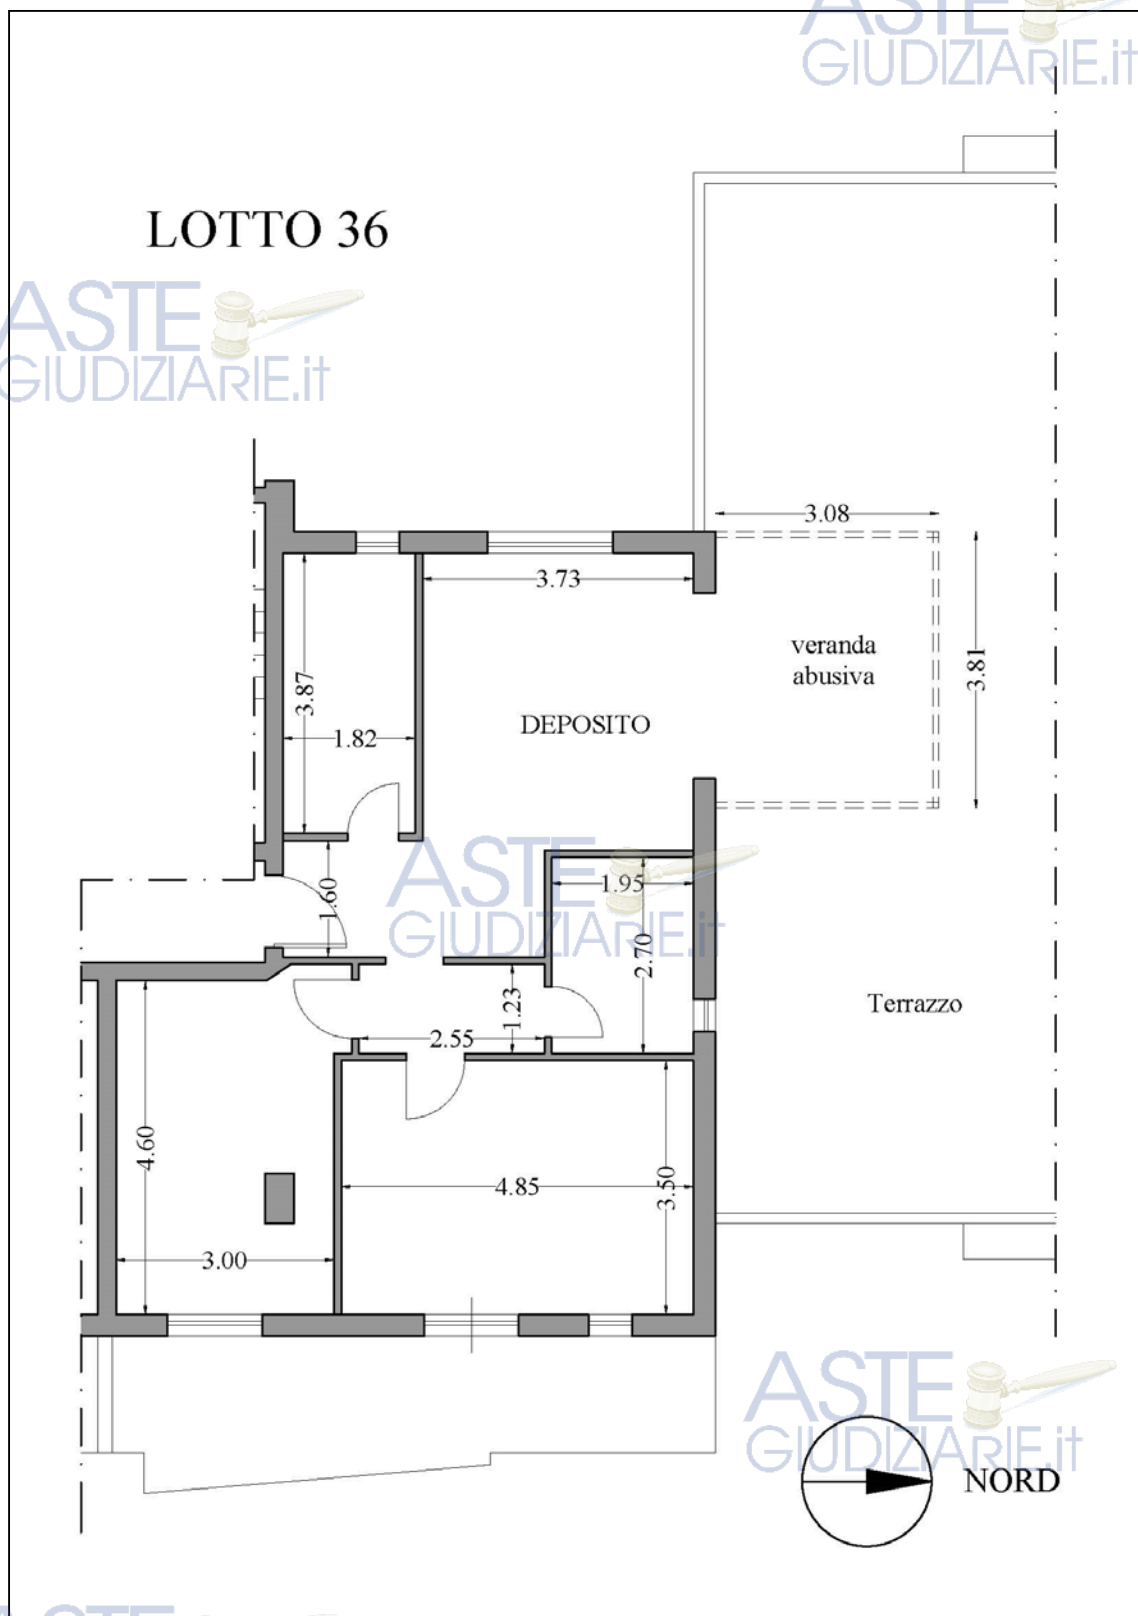 ASTE
GIUDIZIARIE.it
LOTTO 36
ASTE
GIUDIZIARIE.it
3.08
3.73
veranda
abusiva
3.81
3.87
DEPOSITO
1.82
ASTE
GIUDIZIARIE.it
1.60
1.95
2.70
1.23
Terrazzo
2.55
4.60
4.85
3.50
3.00
ASTE
GIUDIZIARIE.it
NORD
ASTE